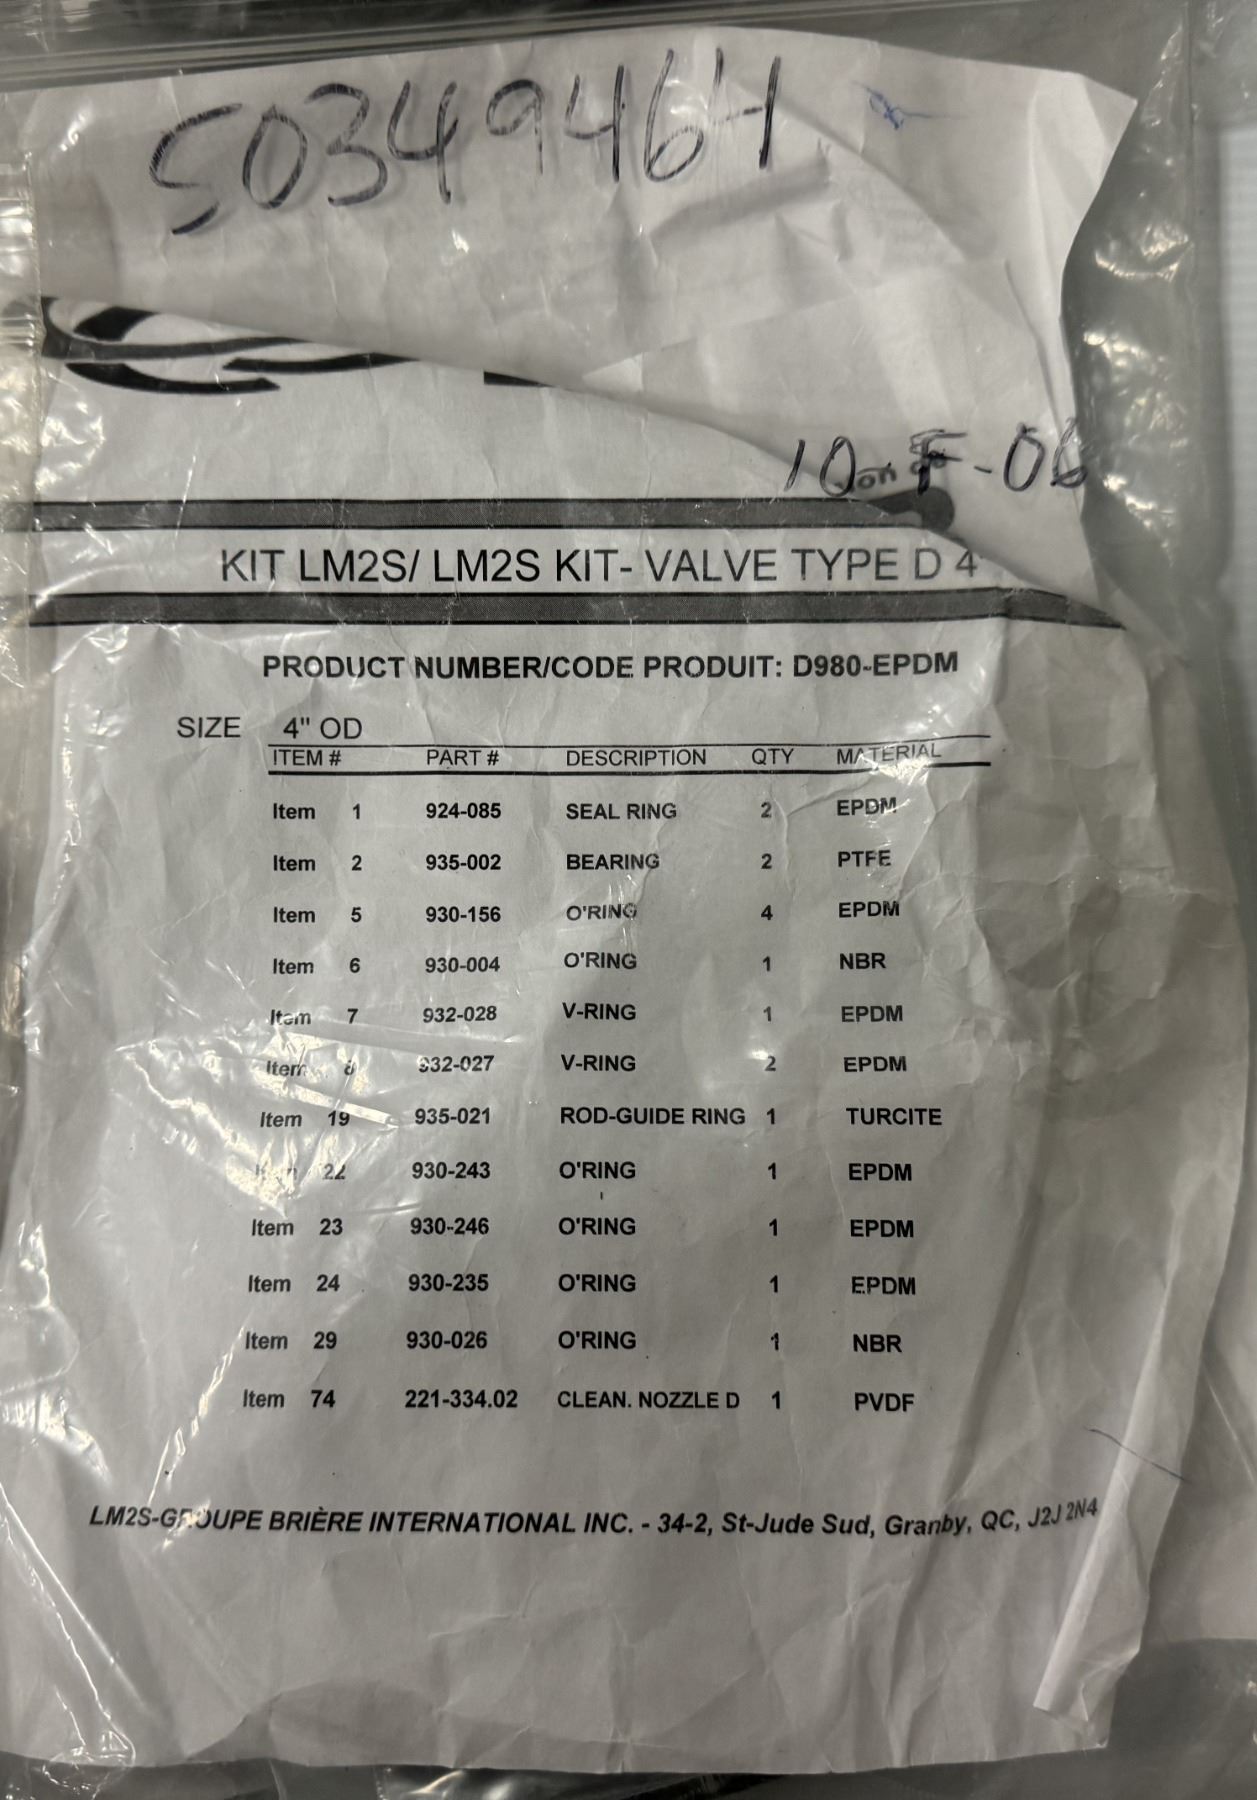 50349464
10-F-06
KIT LM2S/ LM2S KIT- VALVE TYPE D 4"
PRODUCT NUMBER/CODE PRODUIT: D980-EPDM
SIZE 4" OD
ITEM # PART # DESCRIPTION QTY MATERIAL
Item 1 924-085 SEAL RING 2 EPDM
Item 2 935-002 BEARING 2 PTFE
Item 5 930-156 O'RING 4 EPDM
Item 6 930-004 O'RING 1 NBR
Item 7 932-028 V-RING 1 EPDM
Item 8 932-027 V-RING 2 EPDM
Item 19 935-021 ROD-GUIDE RING 1 TURCITE
Item 22 930-243 O'RING 1 EPDM
Item 23 930-246 O'RING 1 EPDM
Item 24 930-235 O'RING 1 EPDM
Item 29 930-026 O'RING 1 NBR
Item 74 221-334.02 CLEAN. NOZZLE D 1 PVDF
LM2S-GROUPE BRIÈRE INTERNATIONAL INC. - 34-2, St-Jude Sud, Granby, QC, J2J 2N4